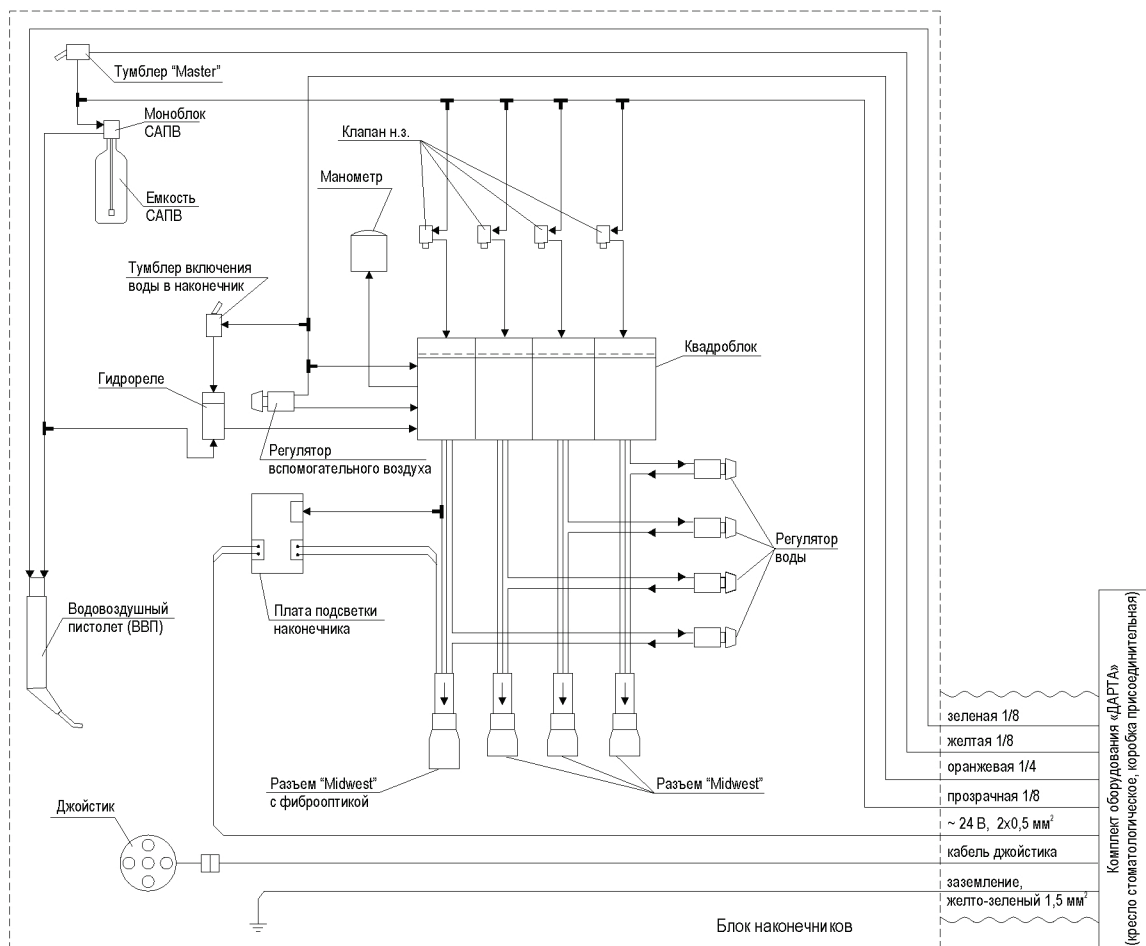 Тумблер “Master”
Моноблок
САПВ
Клапан н.з.
Манометр
Емкость
САПВ
Тумблер включения
воды в наконечник
Квадроблок
Гидрореле
Регулятор
вспомогательного воздуха
Регулятор
воды
Водовоздушный
пистолет (ВВП)
Плата подсветки
наконечника
Разъем “Midwest”
с фиброоптикой
Разъем “Midwest”
Джойстик
зеленая 1/8
желтая 1/8
оранжевая 1/4
прозрачная 1/8
~ 24 В, 2х0,5 мм²
кабель джойстика
заземление,
желто-зеленый 1,5 мм²
Блок наконечников
Комплект оборудования «ДАРТА»
(кресло стоматологическое, коробка присоединительная)